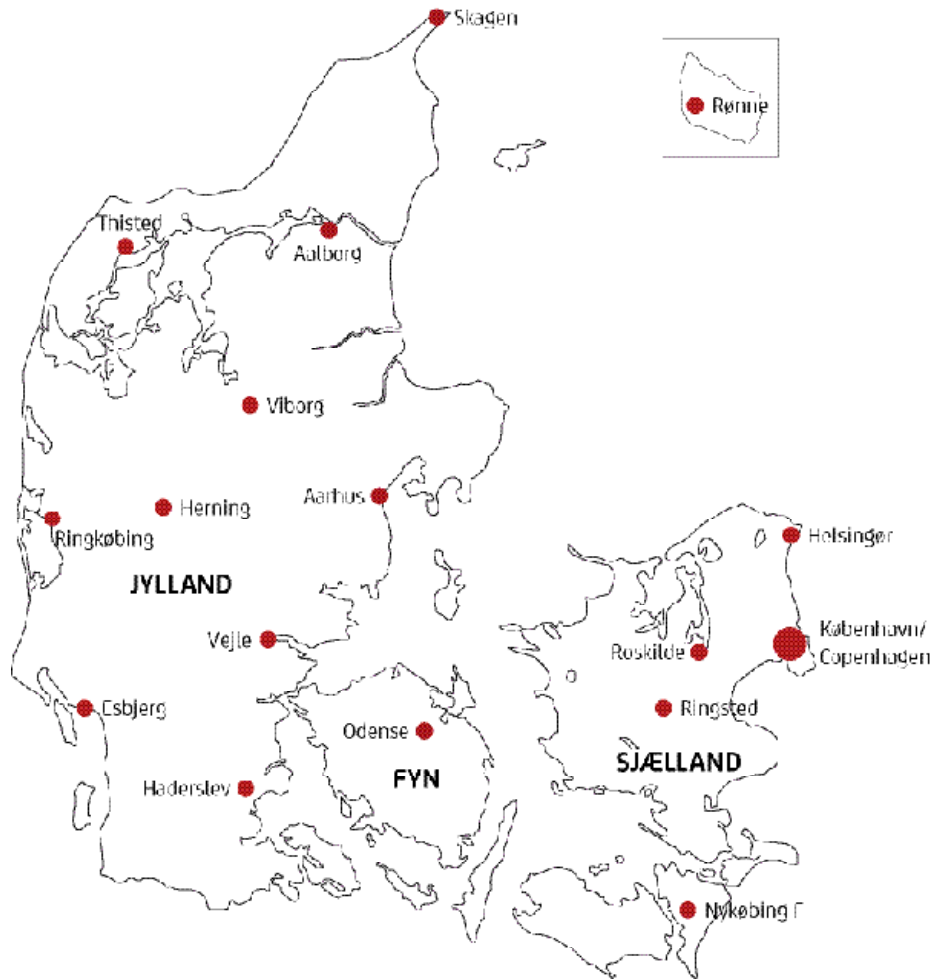 Skagen
Rønne
Thisted
Aalborg
Viborg
Aarhus
Herning
Ringkøbing
Helsingør
JYLLAND
København/
Copenhagen
Vejle
Roskilde
Esbjerg
Ringsted
Odense
SJÆLLAND
FYN
Haderslev
Nykøbing F